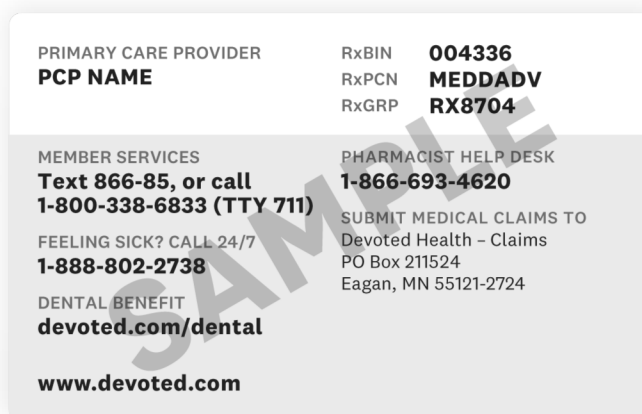 PRIMARY CARE PROVIDER
PCP NAME
RxBIN 004336
RxPCN MEDDADV
RxGRP RX8704
MEMBER SERVICES
Text 866-85, or call
1-800-338-6833 (TTY 711)
FEELING SICK? CALL 24/7
1-888-802-2738
DENTAL BENEFIT
devoted.com/dental
www.devoted.com
PHARMACIST HELP DESK
1-866-693-4620
SUBMIT MEDICAL CLAIMS TO
Devoted Health – Claims
PO Box 211524
Eagan, MN 55121-2724
SAMPLE